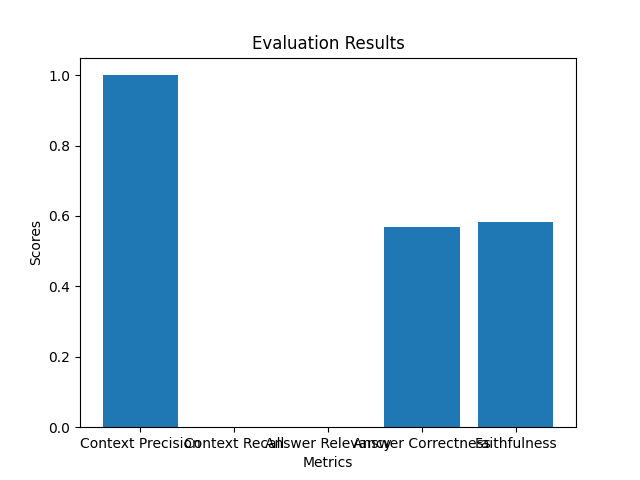 Evaluation Results
1.0
0.8
0.6
0.4
0.2
0.0
Scores
Context Precision Context Recall Answer Relevancy Answer Correctness Faithfulness
Metrics